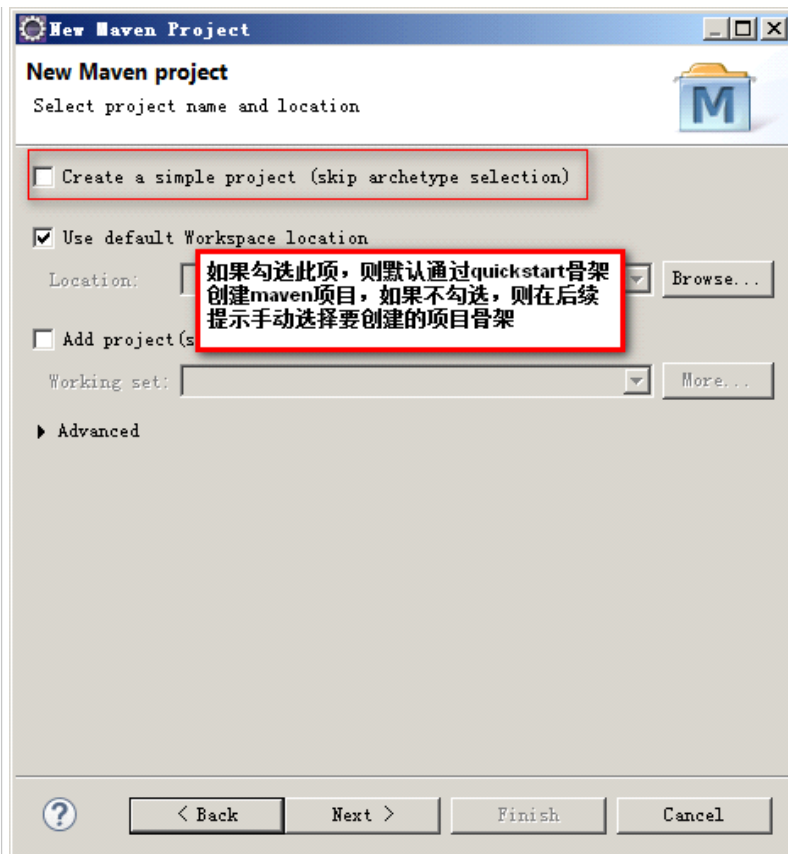 New Maven Project
New Maven project
Select project name and location
M
Create a simple project (skip archetype selection)
Use default Workspace location
Location:
Browse...
如果勾选此项，则默认通过quickstart骨架
创建maven项目，如果不勾选，则在后续
提示手动选择要创建的项目骨架
Add project(s
Working set:
More...
Advanced
?
< Back
Next >
Finish
Cancel